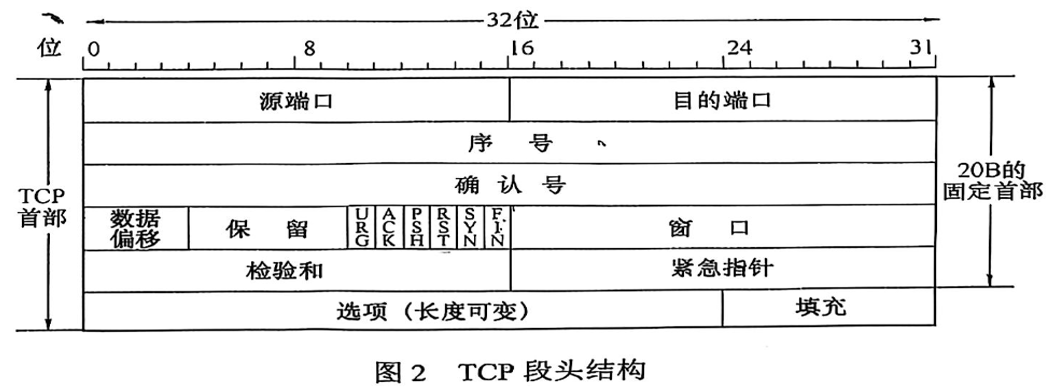 32位
位 0 8 16 24 31
源端口 目的端口
序 号
确 认 号
TCP
首部
20B的
固定首部
数据
偏移
保 留
URG
ACK
PSH
RST
SYN
FIN
窗 口
检验和 紧急指针
选项（长度可变） 填充
图 2 TCP 段头结构